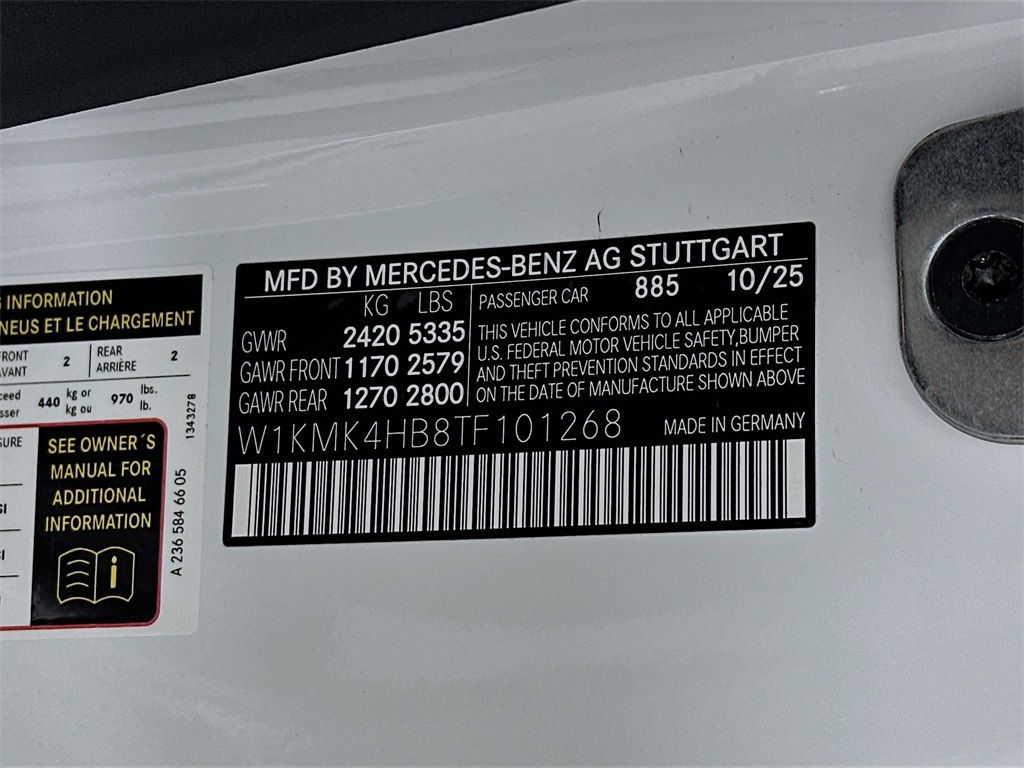 MFD BY MERCEDES-BENZ AG STUTTGART
KG LBS
PASSENGER CAR 885 10/25
GVWR 2420 5335
GAWR FRONT 1170 2579
GAWR REAR 1270 2800
THIS VEHICLE CONFORMS TO ALL APPLICABLE
U.S. FEDERAL MOTOR VEHICLE SAFETY,BUMPER
AND THEFT PREVENTION STANDARDS IN EFFECT
ON THE DATE OF MANUFACTURE SHOWN ABOVE
W1KMK4HB8TF101268 MADE IN GERMANY
INFORMATION
NEUS ET LE CHARGEMENT
FRONT
AVANT
2
REAR
ARRIÈRE
2
440 kg or
kg ou
970 lbs.
lb.
1343278
SEE OWNER´S
MANUAL FOR
ADDITIONAL
INFORMATION
i
A 236 584 66 05